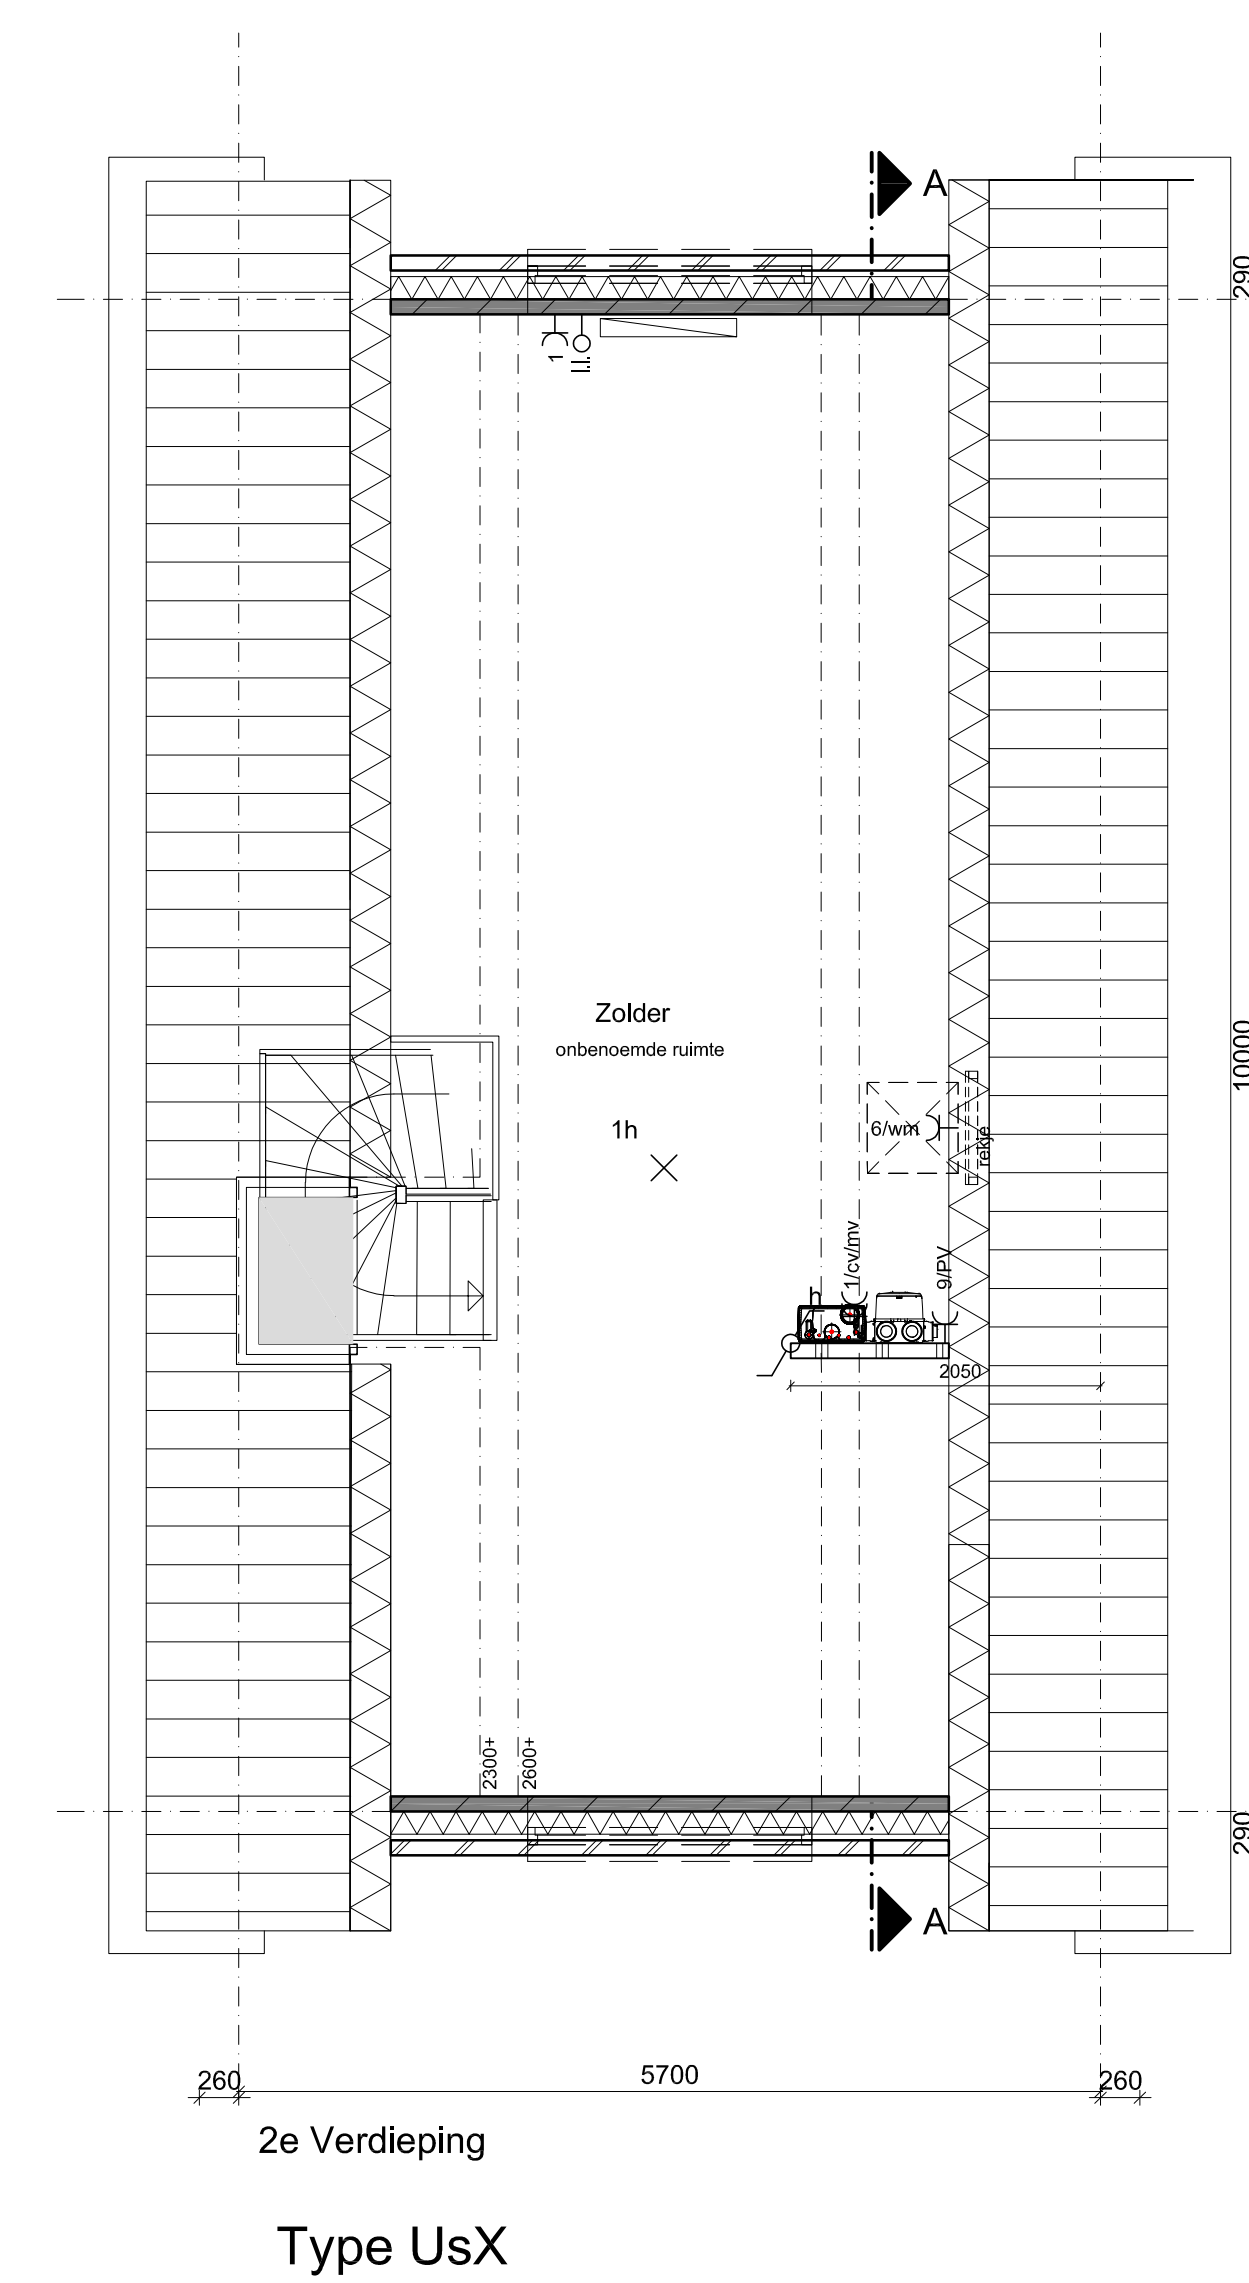 A
290
1
l.l.
Zolder
onbenoemde ruimte
10000
1h
6/wm
rekje
1/cv/mv
9/PV
2050
2300+
2600+
290
A
260
5700
260
2e Verdieping
Type UsX